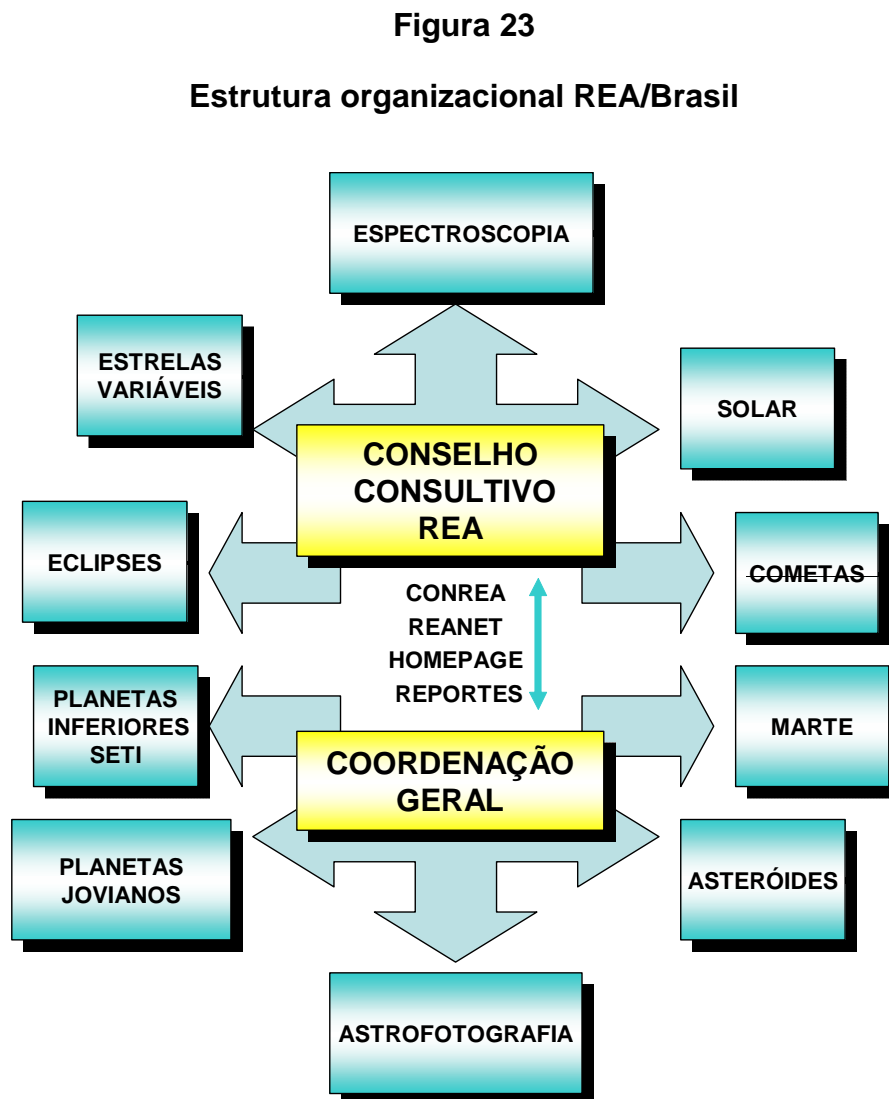 Figura 23
Estrutura organizacional REA/Brasil
ESPECTROSCOPIA
ESTRELAS
VARIÁVEIS
SOLAR
CONSELHO
CONSULTIVO
REA
ECLIPSES
COMETAS
CONREA
REANET
HOMEPAGE
REPORTES
PLANETAS
INFERIORES
SETI
MARTE
COORDENAÇÃO
GERAL
PLANETAS
JOVIANOS
ASTERÓIDES
ASTROFOTOGRAFIA